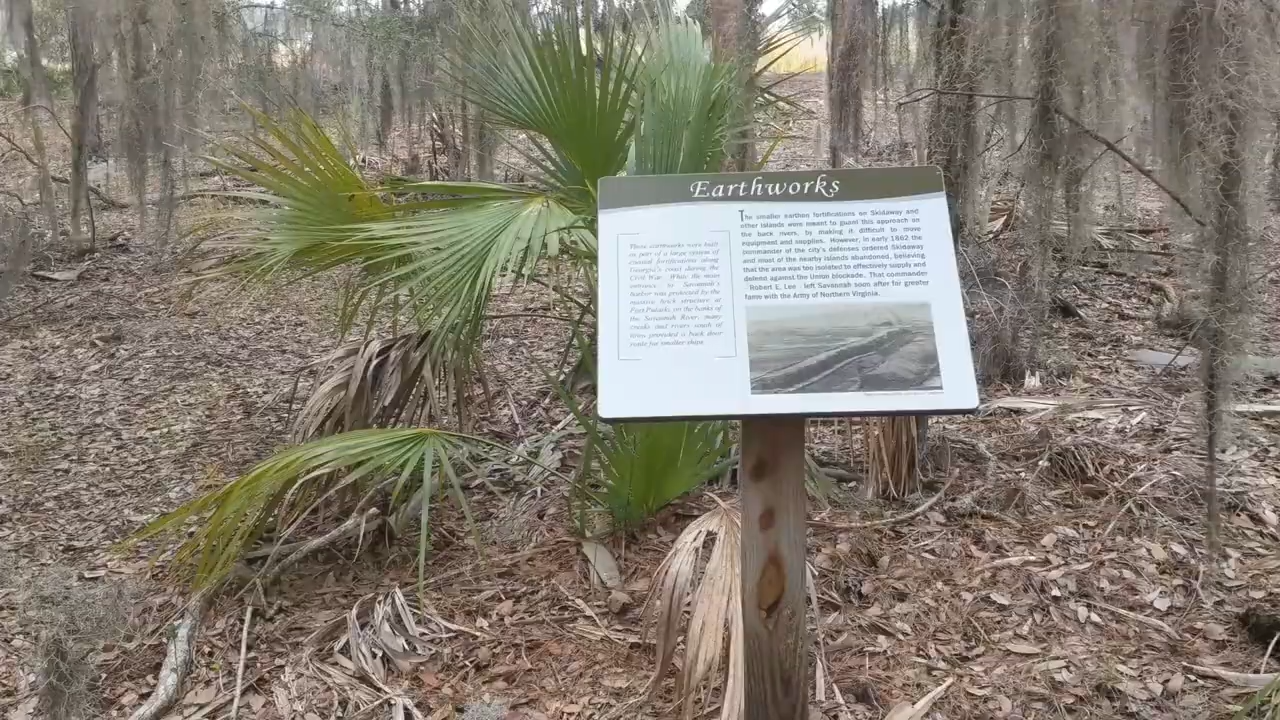 Earthworks
These earthworks were built
as part of a large system of
coastal fortifications along
Georgia's coast during the
Civil War. While the main
entrance to Savannah's
harbor was protected by the
massive brick structure at
Fort Pulaski on the banks of
the Savannah River, many
creeks and rivers south of
town provided a back door
route for smaller ships.
The smaller earthen fortifications on Skidaway and
other islands were meant to guard this approach on
the back rivers, by making it difficult to move
equipment and supplies. However, in early 1862 the
commander of the city's defenses ordered Skidaway
and most of the nearby islands abandoned, believing
that the area was too isolated to effectively supply and
defend against the Union blockade. That commander
- Robert E. Lee - left Savannah soon after for greater
fame with the Army of Northern Virginia.